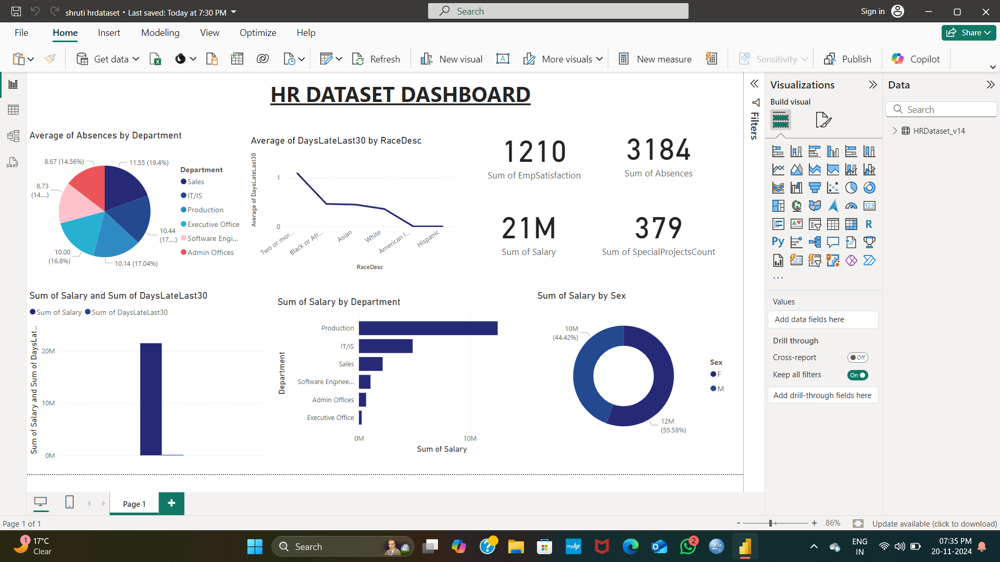 shruti hrdataset • Last saved: Today at 7:30 PM
Search
Sign in
File
Home
Insert
Modeling
View
Optimize
Help
Share
Get data
Refresh
New visual
More visuals
New measure
Sensitivity
Publish
Copilot
HR DATASET DASHBOARD
Average of Absences by Department
8.67 (14.56%)
11.55 (19.4%)
8.73
(14....)
10.44
(17....)
10.00
(16.8%)
10.14 (17.04%)
Department
Sales
IT/IS
Production
Executive Office
Software Engi...
Admin Offices
Average of DaysLateLast30 by RaceDesc
Average of DaysLateLast30
1
0
Two or mor...
Black or Afr...
Asian
White
American I...
Hispanic
RaceDesc
1210
Sum of EmpSatisfaction
3184
Sum of Absences
21M
Sum of Salary
379
Sum of SpecialProjectsCount
Sum of Salary and Sum of DaysLateLast30
Sum of Salary
Sum of DaysLateLast30
Sum of Salary and Sum of DaysLat...
20M
10M
0M
Sum of Salary by Department
Department
Production
IT/IS
Sales
Software Enginee...
Admin Offices
Executive Office
0M
10M
Sum of Salary
Sum of Salary by Sex
10M
(44.42%)
12M
(55.58%)
Sex
F
M
Filters
Visualizations
Build visual
123
R
Py
123
...
Values
Add data fields here
Drill through
Cross-report
Off
Keep all filters
On
Add drill-through fields here
Data
Search
HRDataset_v14
DAX
Page 1
+
Page 1 of 1
- + 86%
Update available (click to download)
1
17°C
Clear
Search
myhp
2
ENG
IN
07:35 PM
20-11-2024